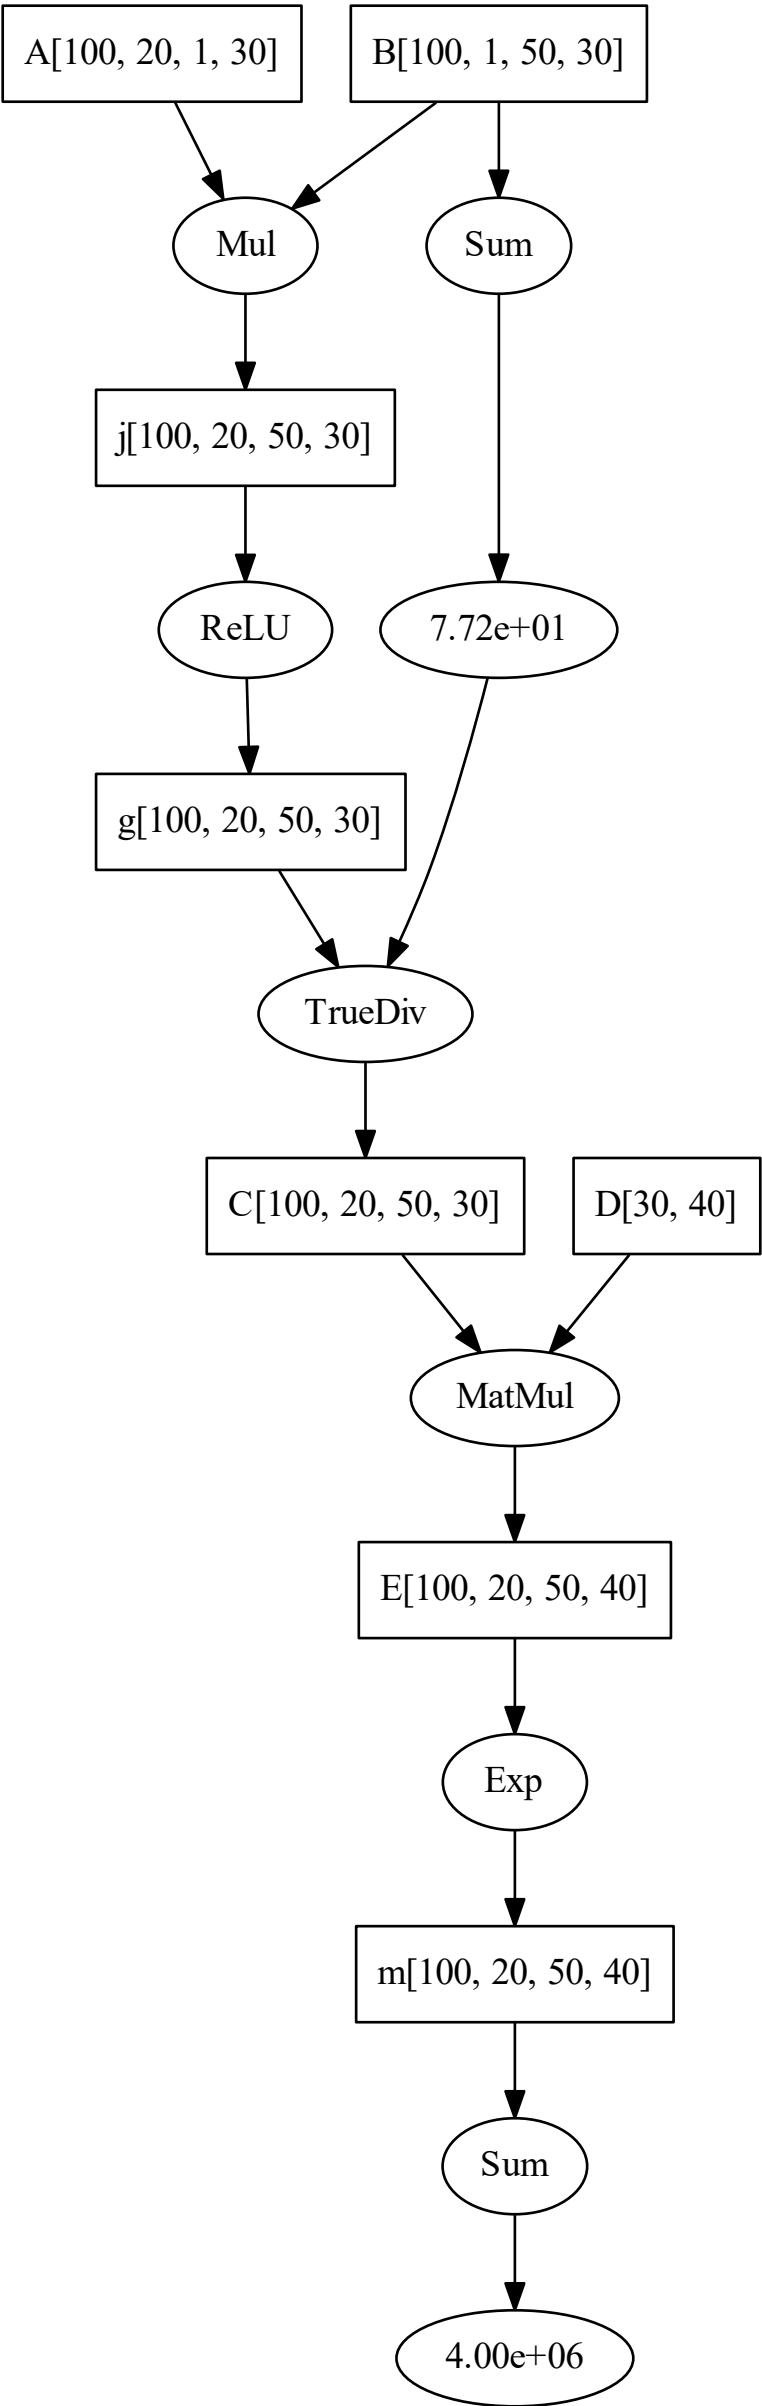 A[100, 20, 1, 30]
B[100, 1, 50, 30]
Mul
Sum
j[100, 20, 50, 30]
ReLU
7.72e+01
g[100, 20, 50, 30]
TrueDiv
C[100, 20, 50, 30]
D[30, 40]
MatMul
E[100, 20, 50, 40]
Exp
m[100, 20, 50, 40]
Sum
4.00e+06